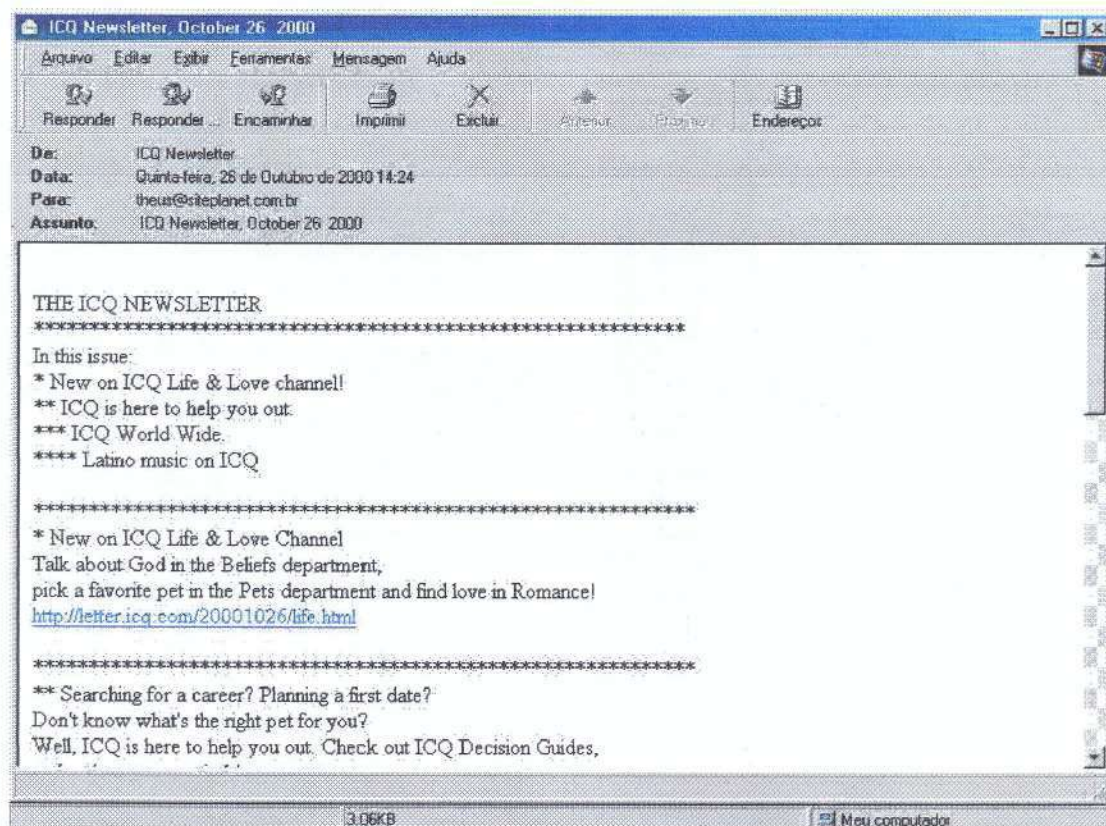 ICQ Newsletter, October 26 2000
Arquivo Editar Exibir Ferramentas Mensagem Ajuda
Responder Responder ... Encaminhar Imprimir Excluir Anterior Próximo Endereços
De: ICQ Newsletter
Data: Quinta-feira, 26 de Outubro de 2000 14:24
Para: theus@siteplanet.com.br
Assunto: ICQ Newsletter, October 26 2000
THE ICQ NEWSLETTER
************************************************************
In this issue:
* New on ICQ Life & Love channel!
** ICQ is here to help you out.
*** ICQ World Wide.
**** Latino music on ICQ
*************************************************************
* New on ICQ Life & Love Channel
Talk about God in the Beliefs department,
pick a favorite pet in the Pets department and find love in Romance!
http://letter.icq.com/20001026/life.html
*************************************************************
** Searching for a career? Planning a first date?
Don't know what's the right pet for you?
Well, ICQ is here to help you out. Check out ICQ Decision Guides,
3.06KB Meu computador